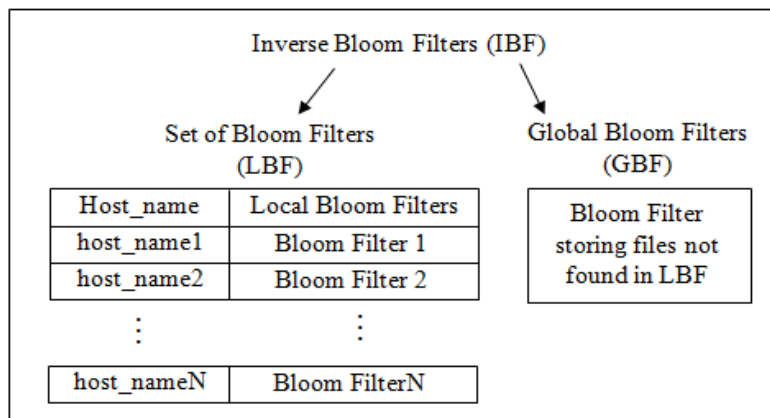 Inverse Bloom Filters (IBF)
Set of Bloom Filters
(LBF)
Host_name Local Bloom Filters
host_name1 Bloom Filter 1
host_name2 Bloom Filter 2
⋮ ⋮
host_nameN Bloom FilterN
Global Bloom Filters
(GBF)
Bloom Filter
storing files not
found in LBF